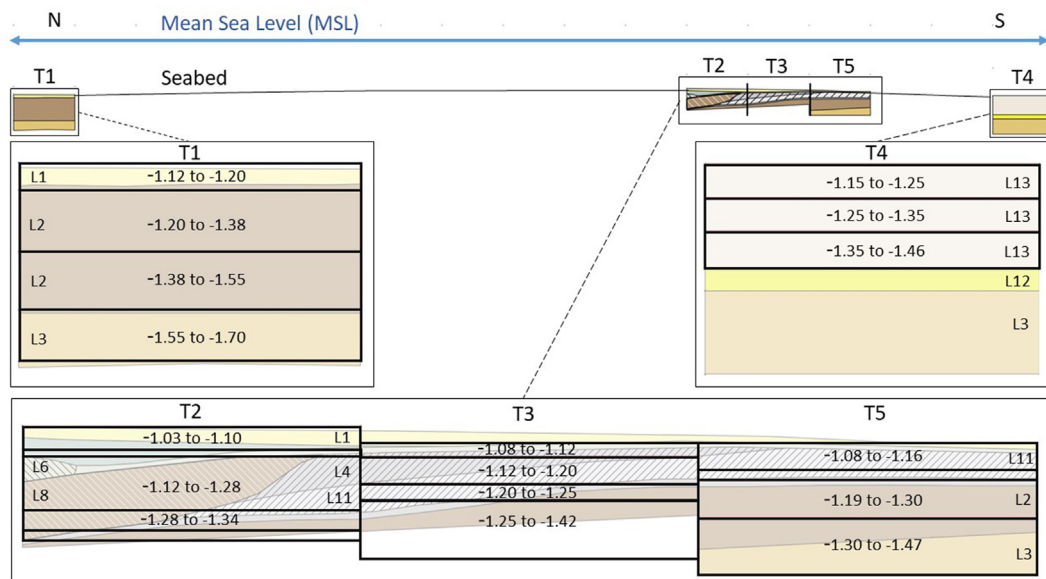 N
Mean Sea Level (MSL)
S
T1
Seabed
T2
T3
T5
T4
T1
L1
-1.12 to -1.20
L2
-1.20 to -1.38
L2
-1.38 to -1.55
L3
-1.55 to -1.70
T4
-1.15 to -1.25
L13
-1.25 to -1.35
L13
-1.35 to -1.46
L13
L12
L3
T2
-1.03 to -1.10
L1
L6
L4
L8
-1.12 to -1.28
L11
-1.28 to -1.34
T3
-1.08 to -1.12
-1.12 to -1.20
-1.20 to -1.25
-1.25 to -1.42
T5
-1.08 to -1.16
L11
-1.19 to -1.30
L2
-1.30 to -1.47
L3